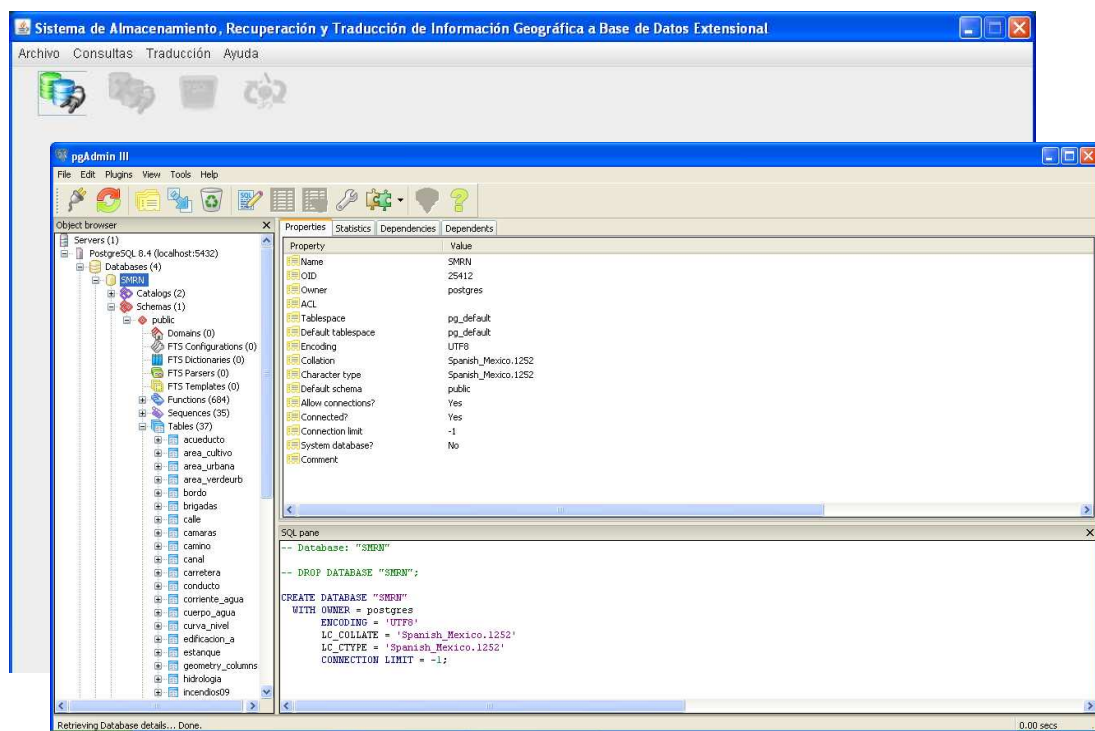 Sistema de Almacenamiento, Recuperación y Traducción de Información Geográfica a Base de Datos Extensional
Archivo Consultas Traducción Ayuda
pgAdmin III
File Edit Plugins View Tools Help
SQL
Object browser X
Servers (1)
PostgreSQL 8.4 (localhost:5432)
Databases (4)
SMRN
Catalogs (2)
Schemas (1)
public
Domains (0)
FTS Configurations (0)
FTS Dictionaries (0)
FTS Parsers (0)
FTS Templates (0)
Functions (684)
Sequences (35)
Tables (37)
acueducto
area_cultivo
area_urbana
area_verdeurb
bordo
brigadas
calle
camaras
camino
canal
carretera
conducto
corriente_agua
cuerpo_agua
curva_nivel
edificacion_a
estanque
geometry_columns
hidrologia
incendios09
Properties Statistics Dependencies Dependents
Property Value
Name SMRN
OID 25412
Owner postgres
ACL
Tablespace pg_default
Default tablespace pg_default
Encoding UTF8
Collation Spanish_Mexico.1252
Character type Spanish_Mexico.1252
Default schema public
Allow connections? Yes
Connected? Yes
Connection limit -1
System database? No
Comment
SQL pane X
-- Database: "SMRN"
-- DROP DATABASE "SMRN";
CREATE DATABASE "SMRN"
WITH OWNER = postgres
ENCODING = 'UTF8'
LC_COLLATE = 'Spanish_Mexico.1252'
LC_CTYPE = 'Spanish_Mexico.1252'
CONNECTION LIMIT = -1;
Retrieving Database details... Done. 0.00 secs